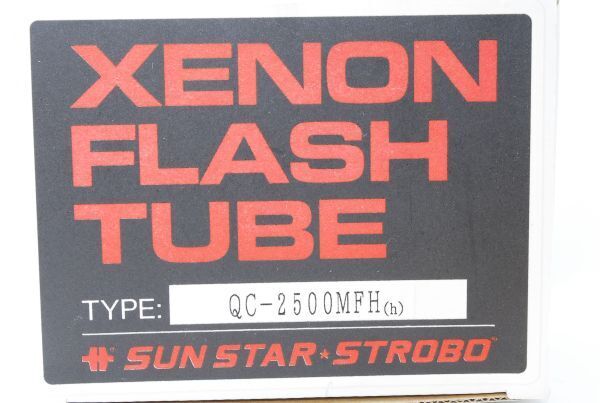 XENON
FLASH
TUBE
TYPE: QC-2500MFH(h)
SUN STAR★STROBO